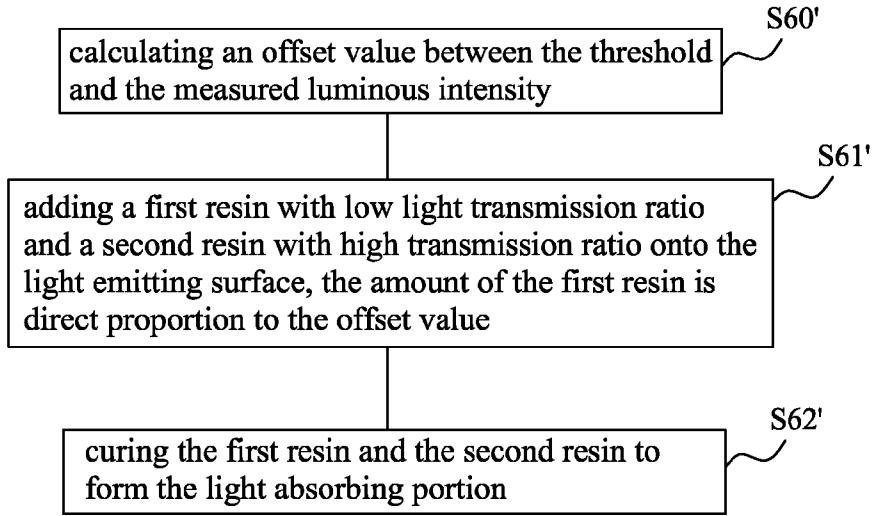 S60'
calculating an offset value between the threshold
and the measured luminous intensity
S61'
adding a first resin with low light transmission ratio
and a second resin with high transmission ratio onto the
light emitting surface, the amount of the first resin is
direct proportion to the offset value
S62'
curing the first resin and the second resin to
form the light absorbing portion